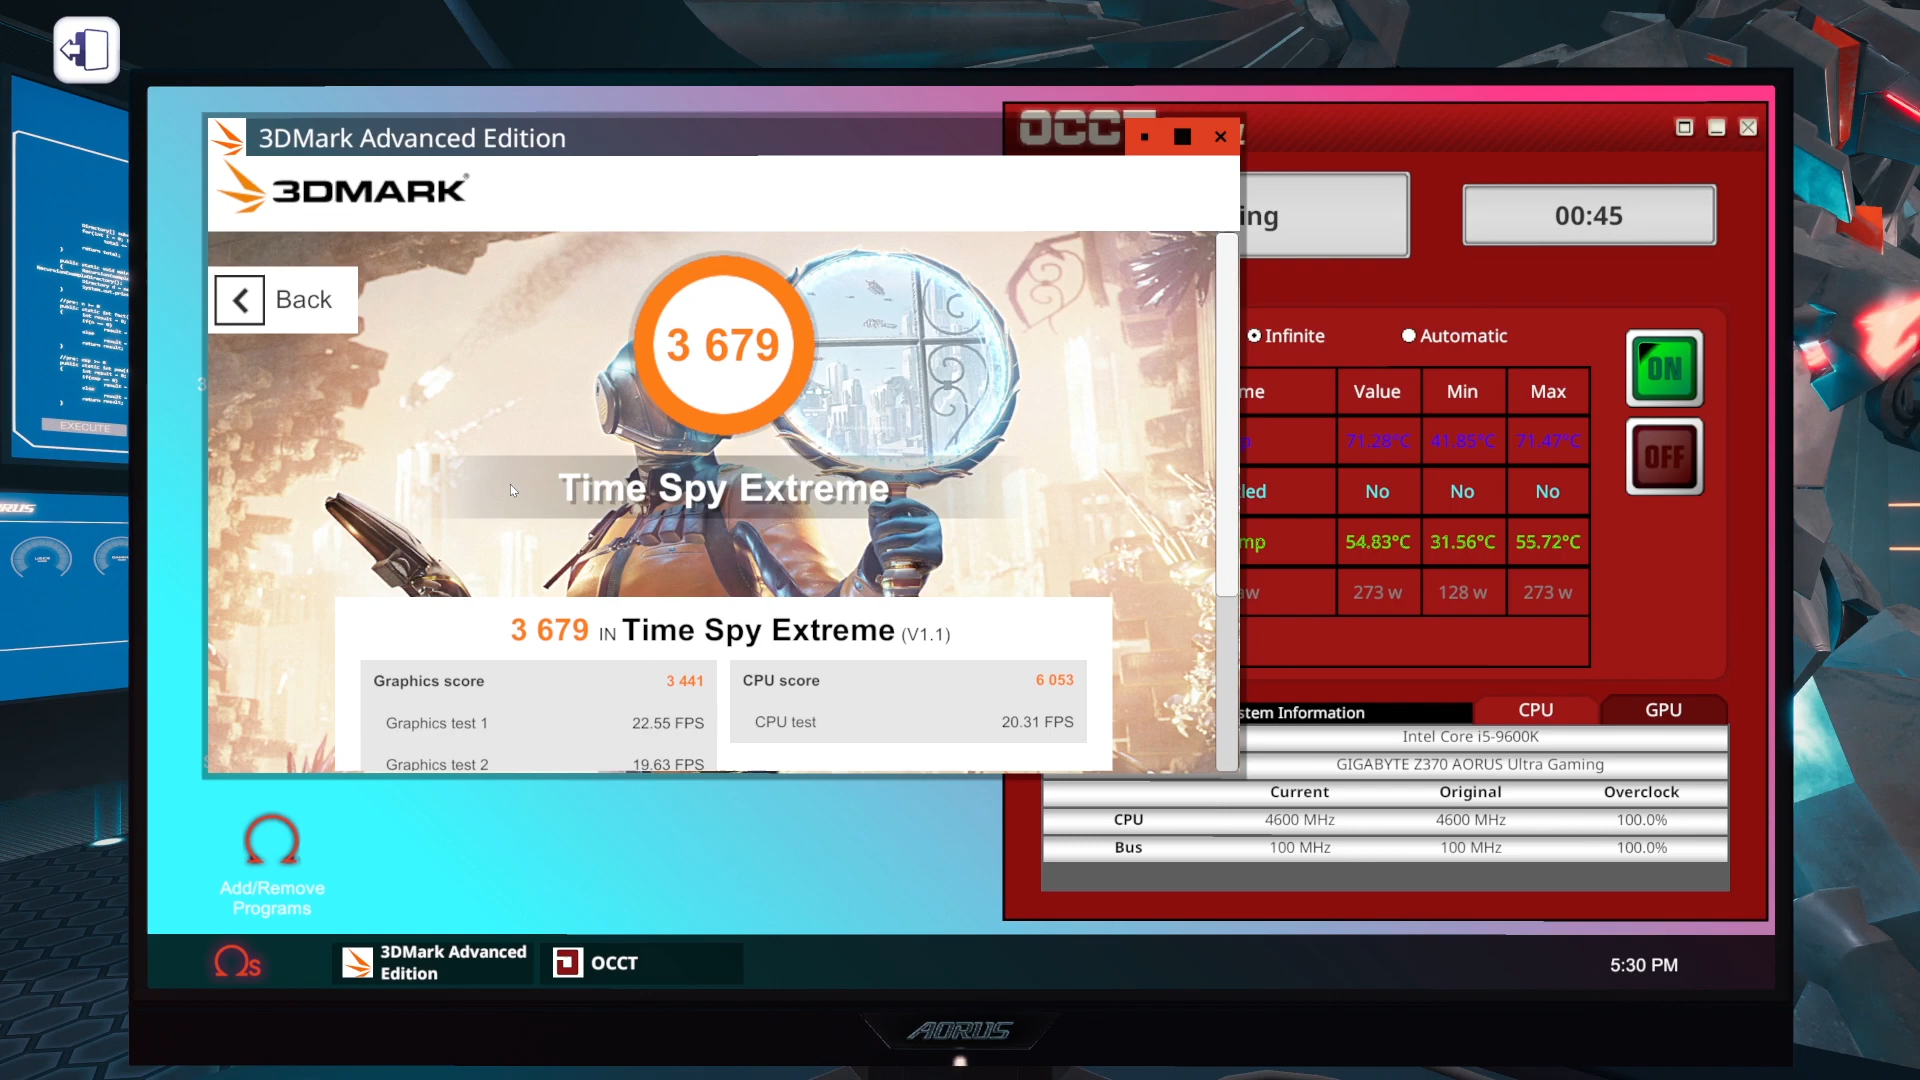 3DMark Advanced Edition
3DMARK®
Back
3 679
Time Spy Extreme
3 679 IN Time Spy Extreme (V1.1)
Graphics score 3 441
Graphics test 1 22.55 FPS
Graphics test 2 19.63 FPS
CPU score 6 053
CPU test 20.31 FPS
OCCT
ing
00:45
Infinite Automatic
me Value Min Max
p 71.28°C 41.85°C 71.47°C
led No No No
mp 54.83°C 31.56°C 55.72°C
aw 273 w 128 w 273 w
ON
OFF
stem Information CPU GPU
Intel Core i5-9600K
GIGABYTE Z370 AORUS Ultra Gaming
Current Original Overclock
CPU 4600 MHz 4600 MHz 100.0%
Bus 100 MHz 100 MHz 100.0%
EXECUTE
Add/Remove
Programs
Ωs
3DMark Advanced
Edition
OCCT
5:30 PM
AORUS